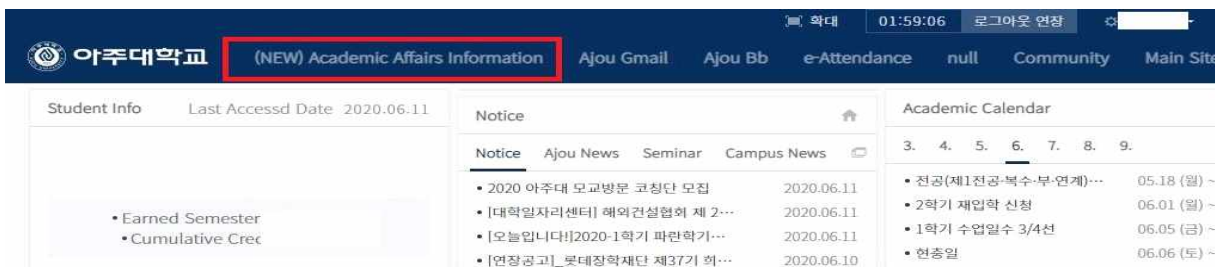 확대 01:59:06 로그아웃 연장
아주대학교 (NEW) Academic Affairs Information Ajou Gmail Ajou Bb e-Attendance null Community Main Site
Student Info Last Accessd Date 2020.06.11
• Earned Semester
• Cumulative Crec
Notice
Notice Ajou News Seminar Campus News
• 2020 아주대 모교방문 코칭단 모집 2020.06.11
• [대학일자리센터] 해외건설협회 제 2… 2020.06.11
• [오늘입니다!]2020-1학기 파란학기… 2020.06.11
• [연장공고]_롯데장학재단 제37기 희… 2020.06.10
Academic Calendar
3. 4. 5. 6. 7. 8. 9.
• 전공(제1전공·복수·부·연계)… 05.18 (월) ~
• 2학기 재입학 신청 06.01 (월) ~
• 1학기 수업일수 3/4선 06.05 (금) ~
• 현충일 06.06 (토) ~